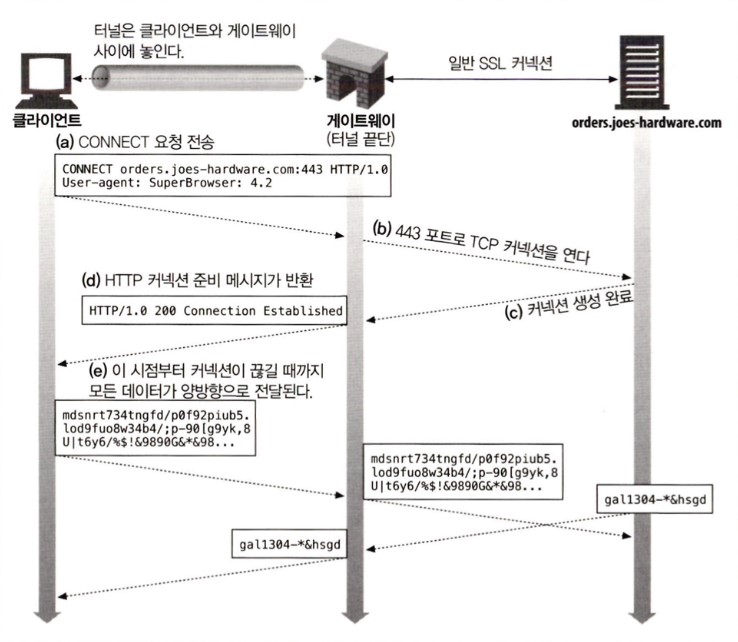 터널은 클라이언트와 게이트웨이
사이에 놓인다.
일반 SSL 커넥션
클라이언트
게이트웨이
(터널 끝단)
orders.joes-hardware.com
(a) CONNECT 요청 전송
CONNECT orders.joes-hardware.com:443 HTTP/1.0
User-agent: SuperBrowser: 4.2
(b) 443 포트로 TCP 커넥션을 연다
(c) 커넥션 생성 완료
(d) HTTP 커넥션 준비 메시지가 반환
HTTP/1.0 200 Connection Established
(e) 이 시점부터 커넥션이 끊길 때까지
모든 데이터가 양방향으로 전달된다.
mdsnrt734tngfd/p0f92piub5.
lod9fuo8w34b4/;p-90[g9yk,8
U|t6y6/%$!&9890G&*&98...
mdsnrt734tngfd/p0f92piub5.
lod9fuo8w34b4/;p-90[g9yk,8
U|t6y6/%$!&9890G&*&98...
gal1304-*&hsgd
gal1304-*&hsgd